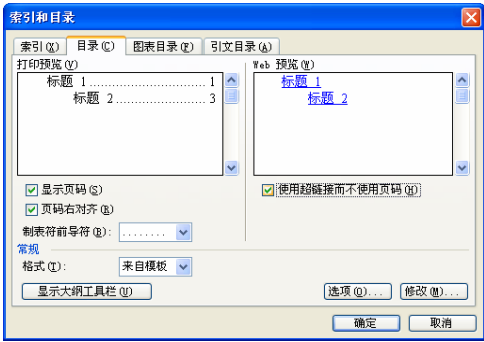 索引和目录
索引(X) 目录(C) 图表目录(F) 引文目录(A)
打印预览(V) Web 预览(W)
标题 1 1
标题 2 3
标题 1
标题 2
显示页码(S)
页码右对齐(R)
使用超链接而不使用页码(H)
制表符前导符(B): ........
常规
格式(T): 来自模板
显示大纲工具栏(U) 选项(O)... 修改(M)...
确定 取消